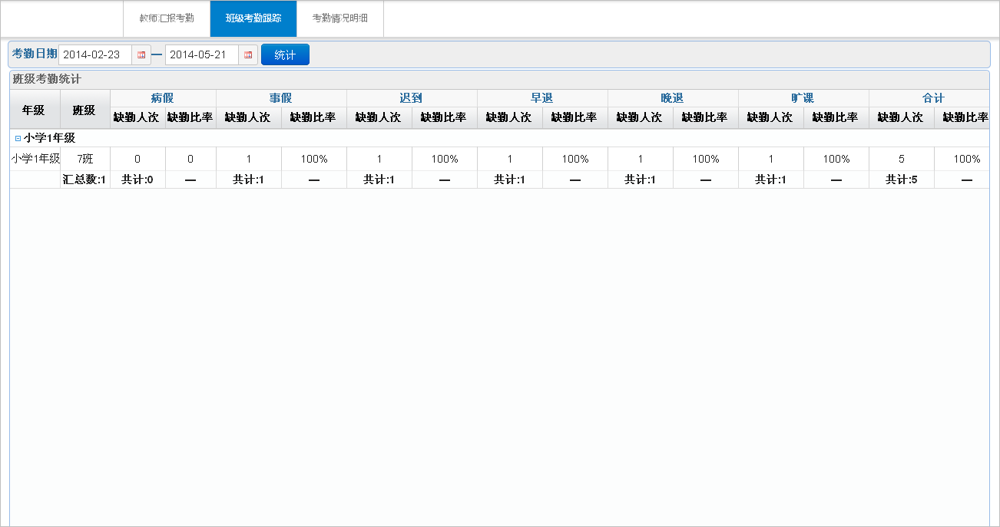 教师汇报考勤 班级考勤跟踪 考勤情况明细
考勤日期 2014-02-23 — 2014-05-21 统计
班级考勤统计
年级 班级 病假 事假 迟到 早退 晚退 旷课 合计
缺勤人次 缺勤比率 缺勤人次 缺勤比率 缺勤人次 缺勤比率 缺勤人次 缺勤比率 缺勤人次 缺勤比率 缺勤人次 缺勤比率 缺勤人次 缺勤比率
小学1年级
小学1年级 7班 0 0 1 100% 1 100% 1 100% 1 100% 1 100% 5 100%
汇总数:1 共计:0 — 共计:1 — 共计:1 — 共计:1 — 共计:1 — 共计:1 — 共计:5 —